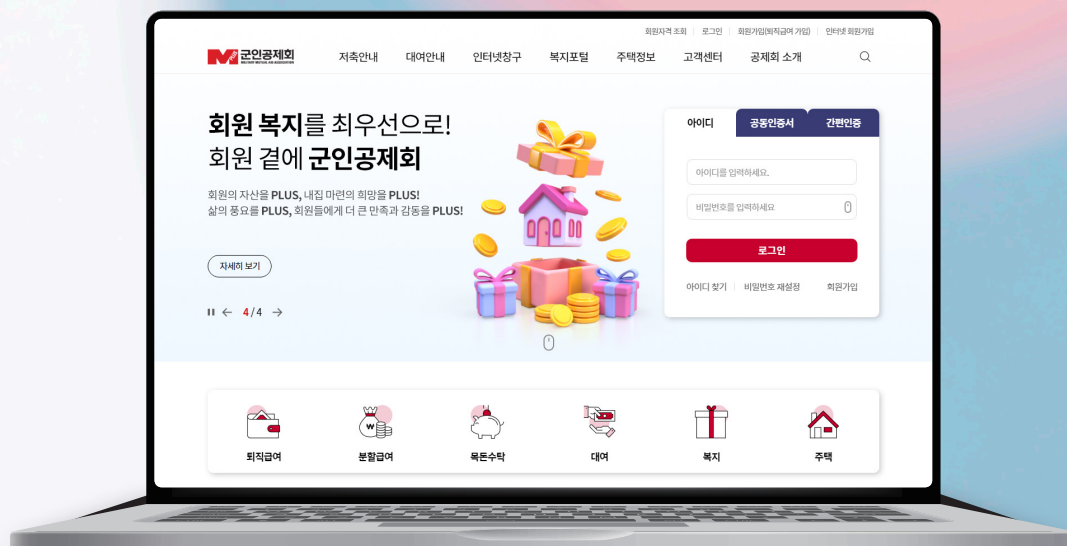 회원자격 조회 로그인 회원가입(퇴직급여 가입) 인터넷 회원가입
군인공제회
MILITARY MUTUAL AID ASSOCIATION
저축안내 대여안내 인터넷창구 복지포털 주택정보 고객센터 공제회 소개
회원 복지를 최우선으로!
회원 곁에 군인공제회
회원의 자산을 PLUS, 내집 마련의 희망을 PLUS!
삶의 풍요를 PLUS, 회원들에게 더 큰 만족과 감동을 PLUS!
자세히 보기
4 / 4
아이디 공동인증서 간편인증
아이디를 입력하세요.
비밀번호를 입력하세요
로그인
아이디 찾기 비밀번호 재설정 회원가입
퇴직급여 분할급여 목돈수탁 대여 복지 주택